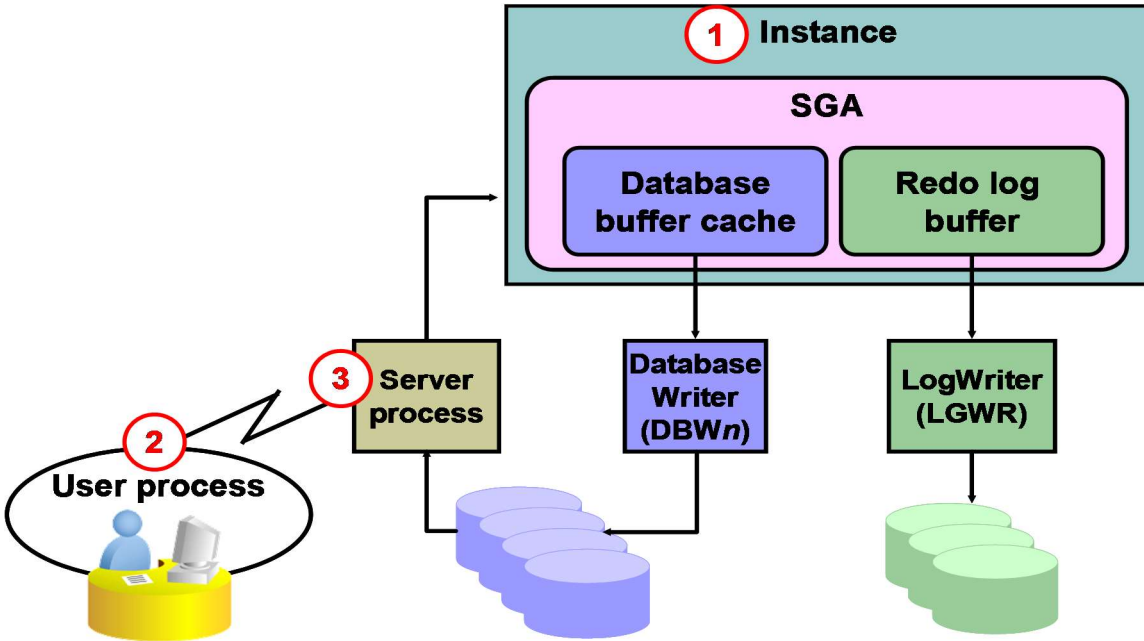 1 Instance
SGA
Database
buffer cache
Redo log
buffer
3 Server
process
Database
Writer
(DBWn)
LogWriter
(LGWR)
2
User process